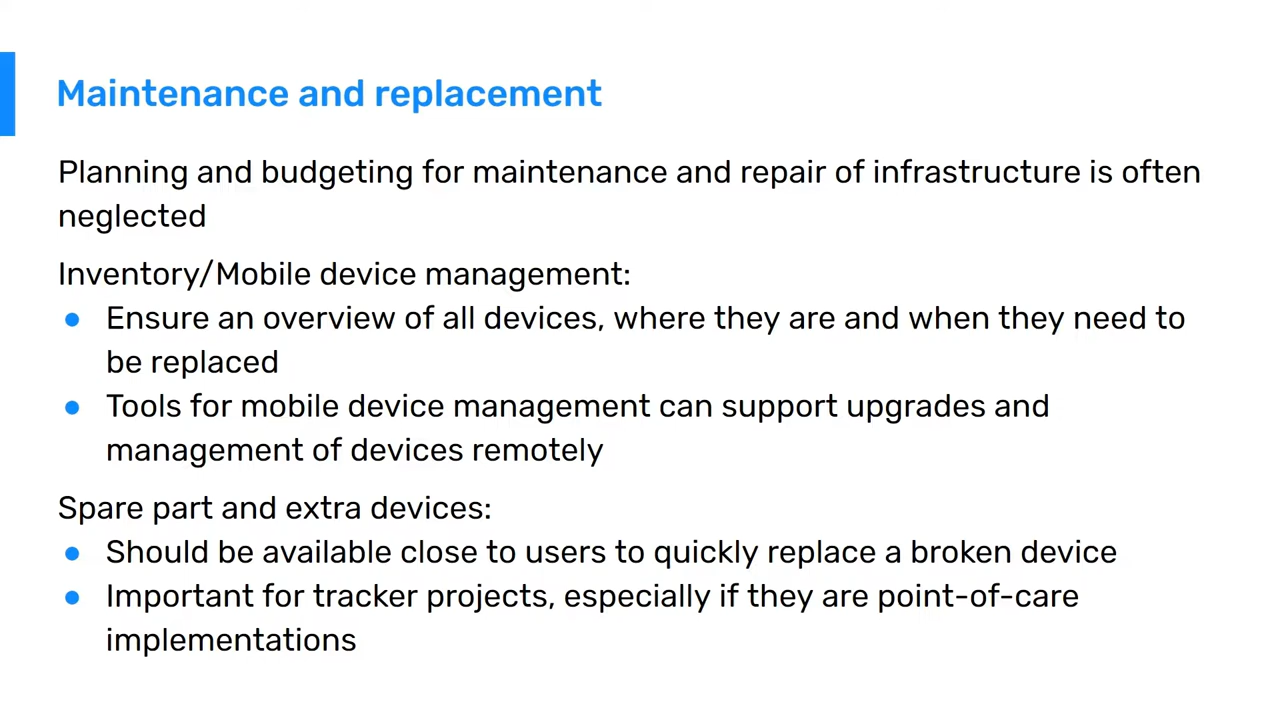 Maintenance and replacement
Planning and budgeting for maintenance and repair of infrastructure is often
neglected
Inventory/Mobile device management:
● Ensure an overview of all devices, where they are and when they need to
be replaced
● Tools for mobile device management can support upgrades and
management of devices remotely
Spare part and extra devices:
● Should be available close to users to quickly replace a broken device
● Important for tracker projects, especially if they are point-of-care
implementations